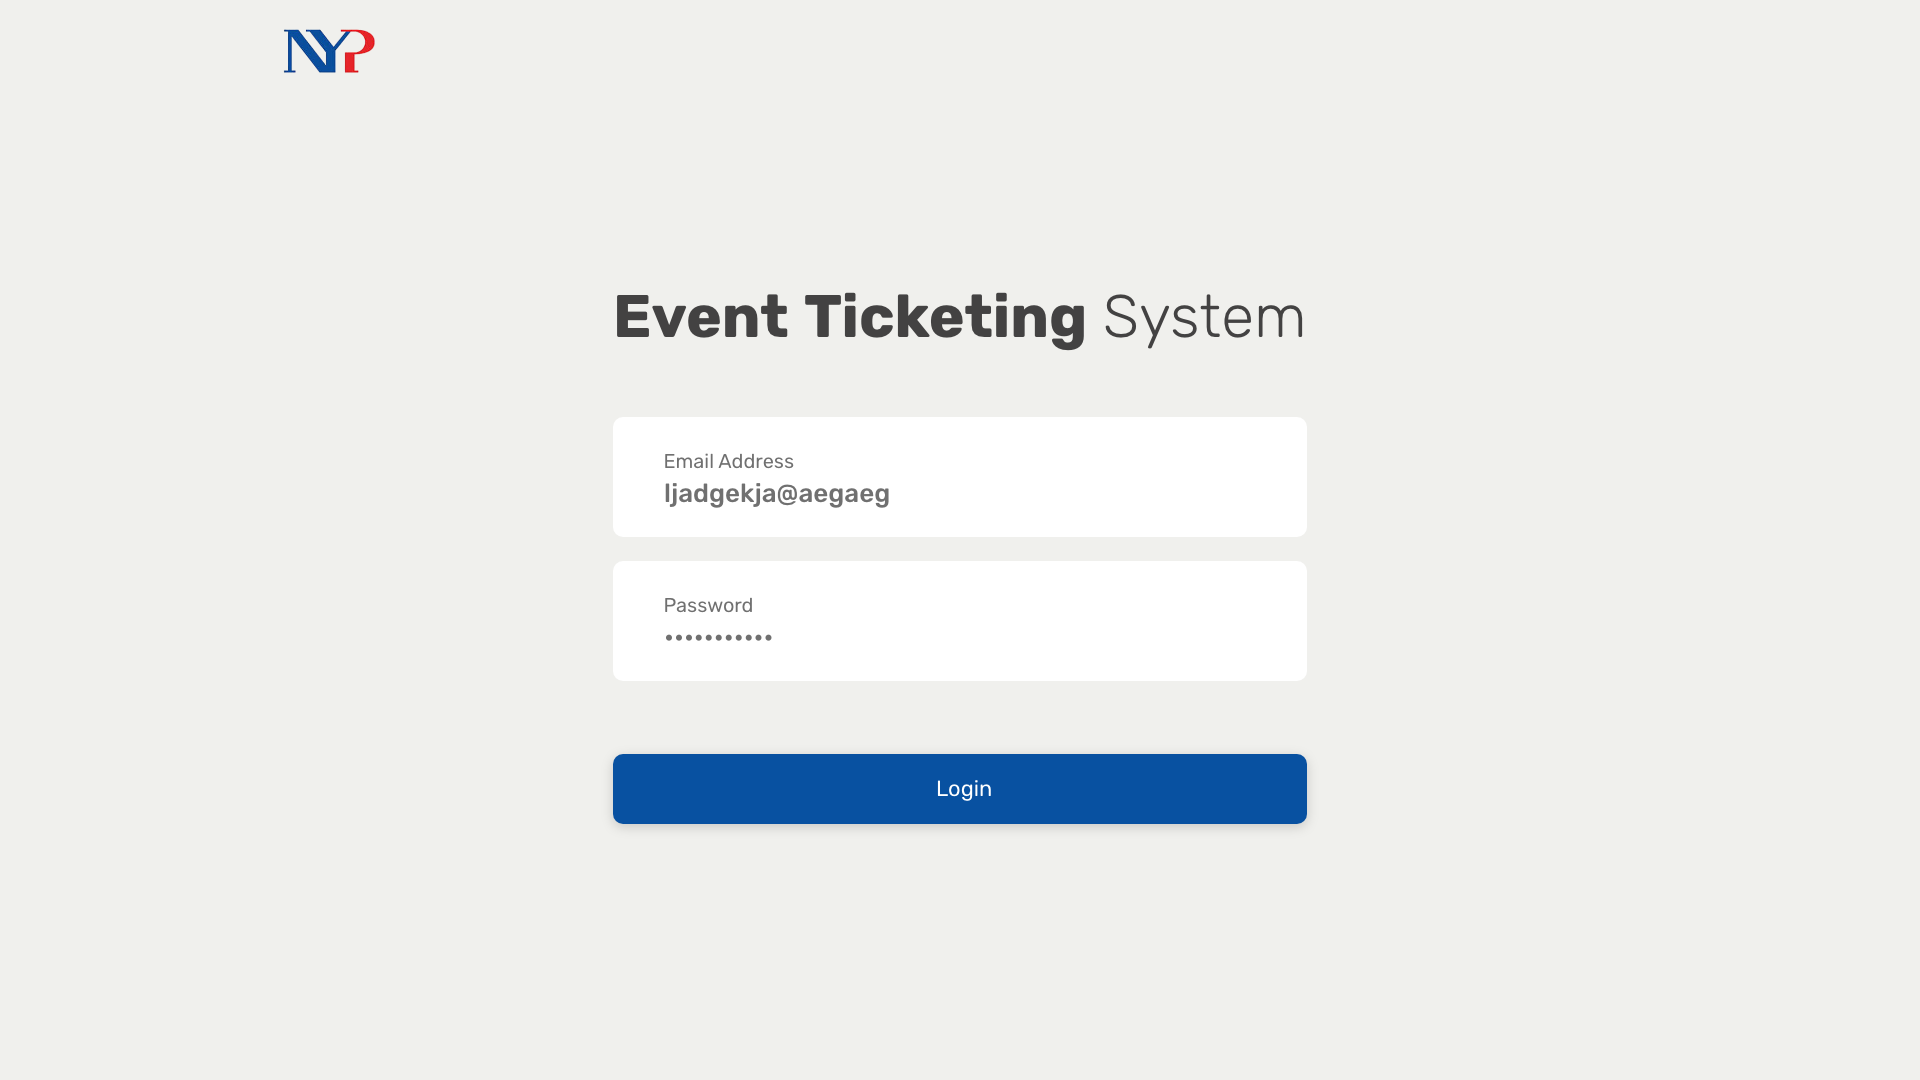 NYP
Event Ticketing System
Email Address
ljadgekja@aegaeg
Password
•••••••••••
Login